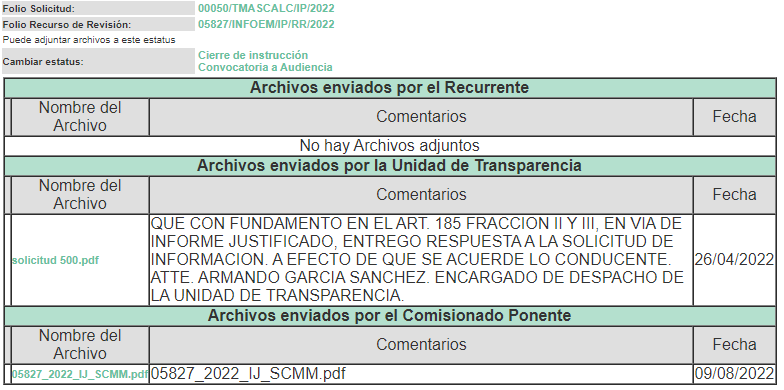 Folio Solicitud: 00050/TMASCALC/IP/2022
Folio Recurso de Revisión: 05827/INFOEM/IP/RR/2022
Puede adjuntar archivos a este estatus
Cambiar estatus: Cierre de instrucción
Convocatoria a Audiencia
Archivos enviados por el Recurrente
Nombre del Archivo Comentarios Fecha
No hay Archivos adjuntos
Archivos enviados por la Unidad de Transparencia
Nombre del Archivo Comentarios Fecha
solicitud 500.pdf
QUE CON FUNDAMENTO EN EL ART. 185 FRACCION II Y III, EN VIA DE
INFORME JUSTIFICADO, ENTREGO RESPUESTA A LA SOLICITUD DE
INFORMACION. A EFECTO DE QUE SE ACUERDE LO CONDUCENTE.
ATTE. ARMANDO GARCIA SANCHEZ. ENCARGADO DE DESPACHO DE
LA UNIDAD DE TRANSPARENCIA.
26/04/2022
Archivos enviados por el Comisionado Ponente
Nombre del Archivo Comentarios Fecha
05827_2022_IJ_SCMM.pdf 05827_2022_IJ_SCMM.pdf 09/08/2022